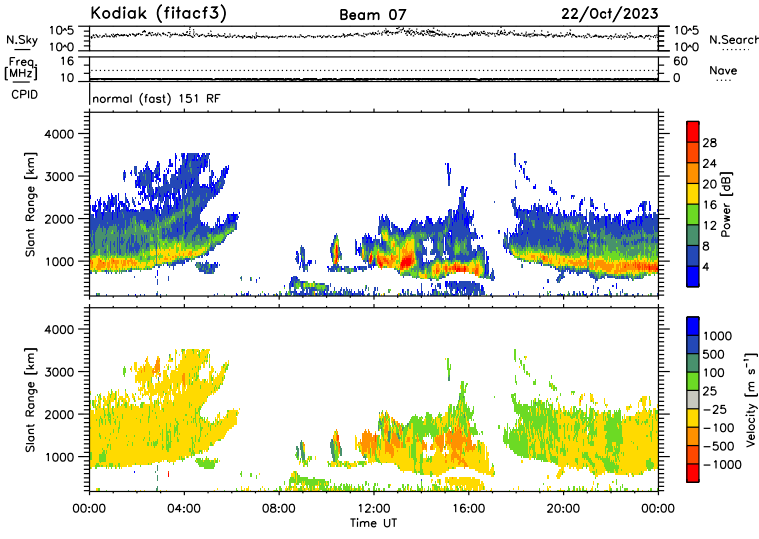 Kodiak (fitacf3) Beam 07 22/Oct/2023
N.Sky 10^5 10^0 10^5 10^0 N.Search
Freq. [MHz] 16 10 60 0 Nave
CPID normal (fast) 151 RF
Slant Range [km] 4000 3000 2000 1000
28 24 20 16 12 8 4 Power [dB]
Slant Range [km] 4000 3000 2000 1000
1000 500 100 25 -25 -100 -500 -1000 Velocity [m s⁻¹]
00:00 04:00 08:00 12:00 16:00 20:00 00:00
Time UT